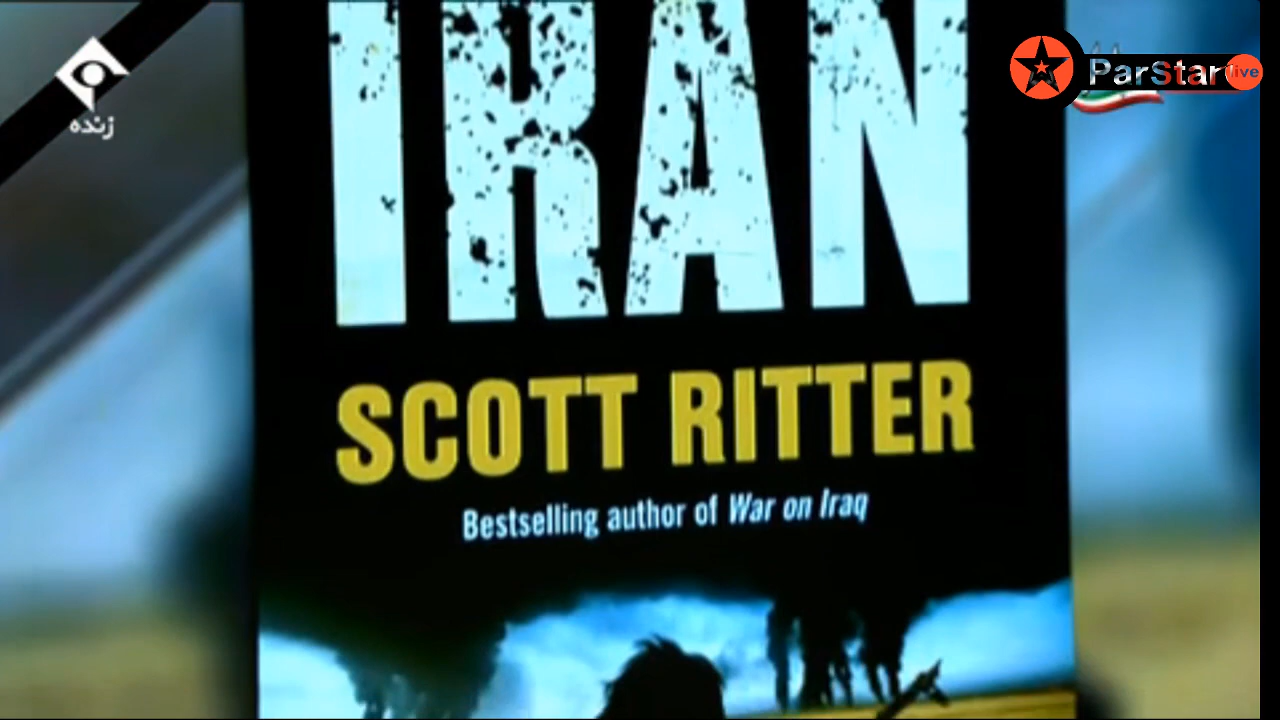 IRAN
ParStar live
زنده
SCOTT RITTER
Bestselling author of War on Iraq